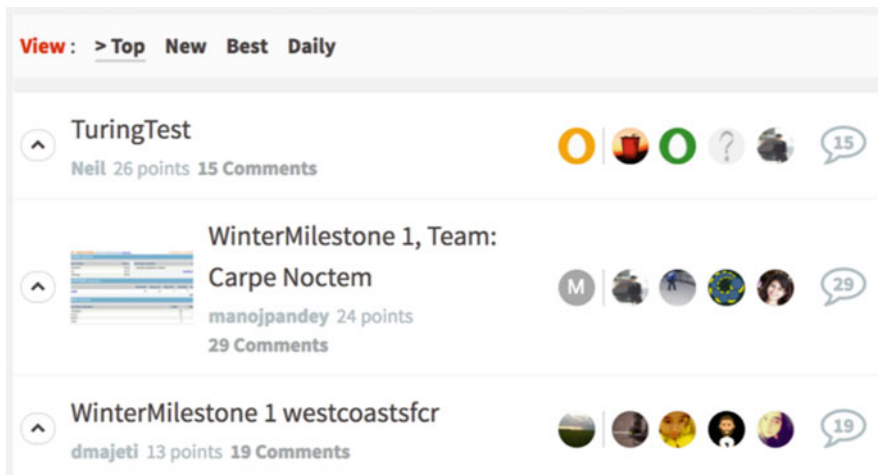 View : > Top New Best Daily
TuringTest
Neil 26 points 15 Comments
15
WinterMilestone 1, Team:
Carpe Noctem
manojpandey 24 points
29 Comments
M
29
WinterMilestone 1 westcoastsfcr
dmajeti 13 points 19 Comments
19